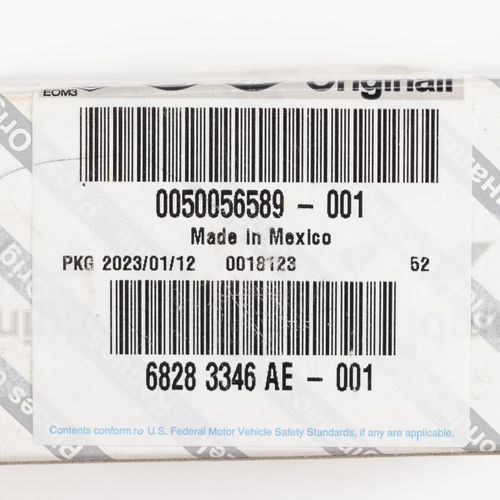 EOM3
Originali
0050056589 - 001
Made in Mexico
PKG 2023/01/12 0018123 52
6828 3346 AE - 001
Contents conform to U.S. Federal Motor Vehicle Safety Standards, if any are applicable.